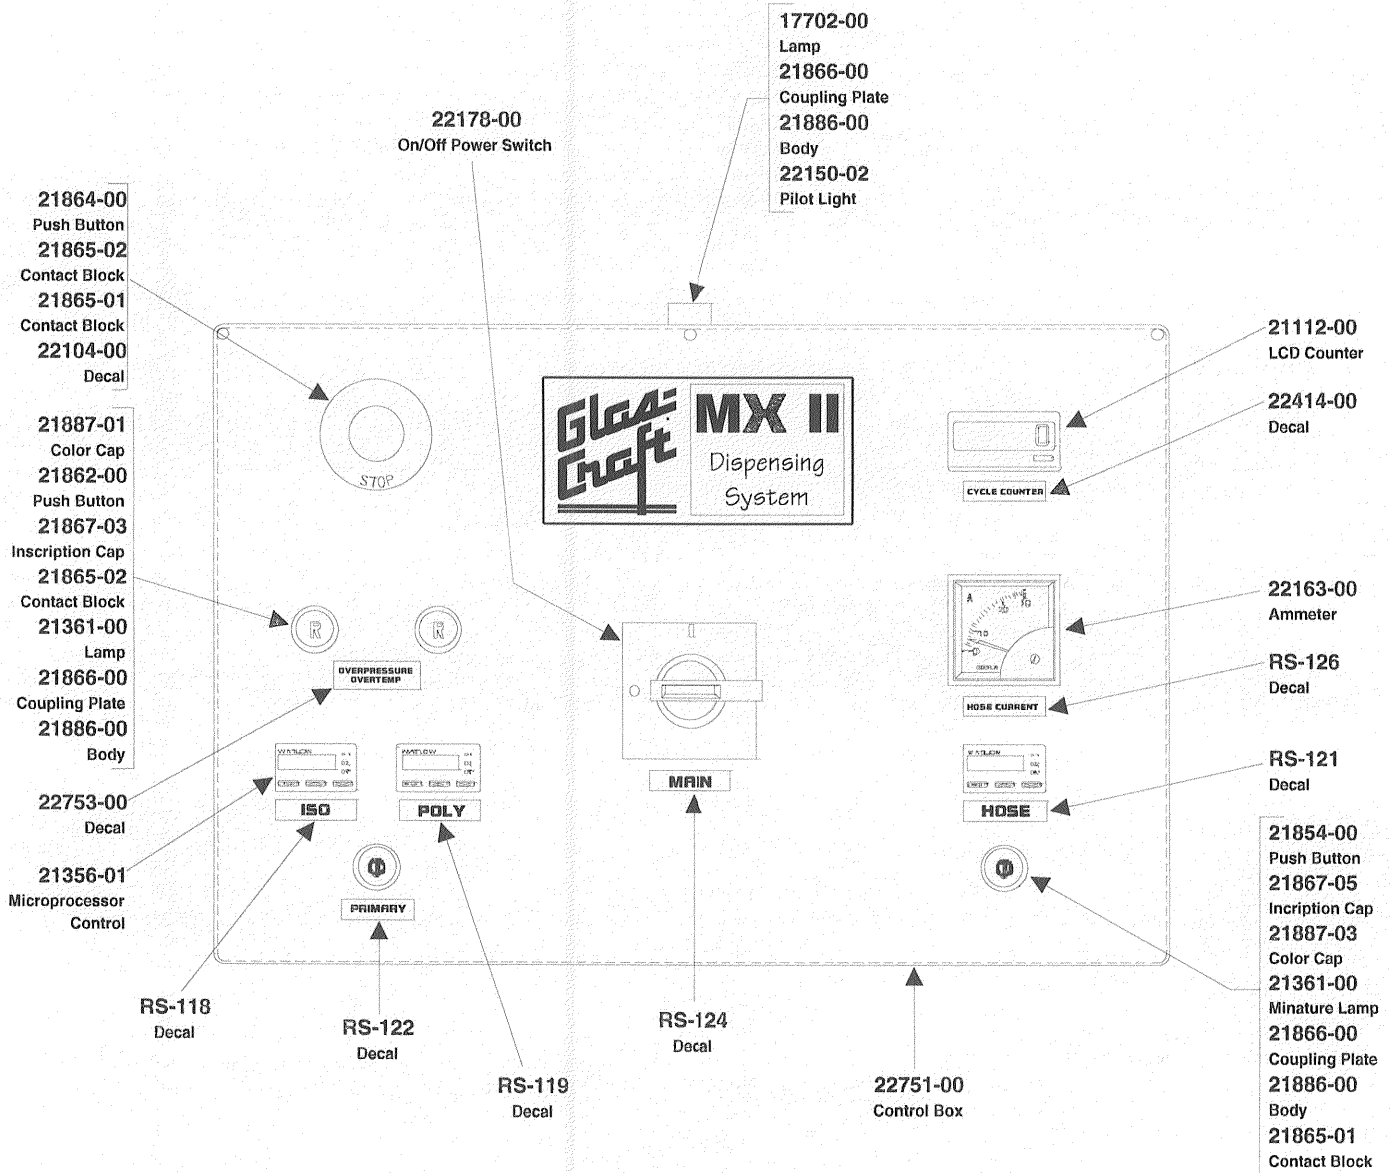 17702-00
Lamp
21866-00
Coupling Plate
21886-00
Body
22150-02
Pilot Light
22178-00
On/Off Power Switch
21864-00
Push Button
21865-02
Contact Block
21865-01
Contact Block
22104-00
Decal
21887-01
Color Cap
21862-00
Push Button
21867-03
Inscription Cap
21865-02
Contact Block
21361-00
Lamp
21866-00
Coupling Plate
21886-00
Body
22753-00
Decal
21356-01
Microprocessor
Control
STOP
Glas-
Craft
MX II
Dispensing
System
R
R
OVERPRESSURE
OVERTEMP
WATLOW
WATLOW
ISO
POLY
PRIMARY
MAIN
0
CYCLE COUNTER
A
HOSE CURRENT
WATLOW
HOSE
21112-00
LCD Counter
22414-00
Decal
22163-00
Ammeter
RS-126
Decal
RS-121
Decal
21854-00
Push Button
21867-05
Incription Cap
21887-03
Color Cap
21361-00
Minature Lamp
21866-00
Coupling Plate
21886-00
Body
21865-01
Contact Block
RS-118
Decal
RS-122
Decal
RS-119
Decal
RS-124
Decal
22751-00
Control Box